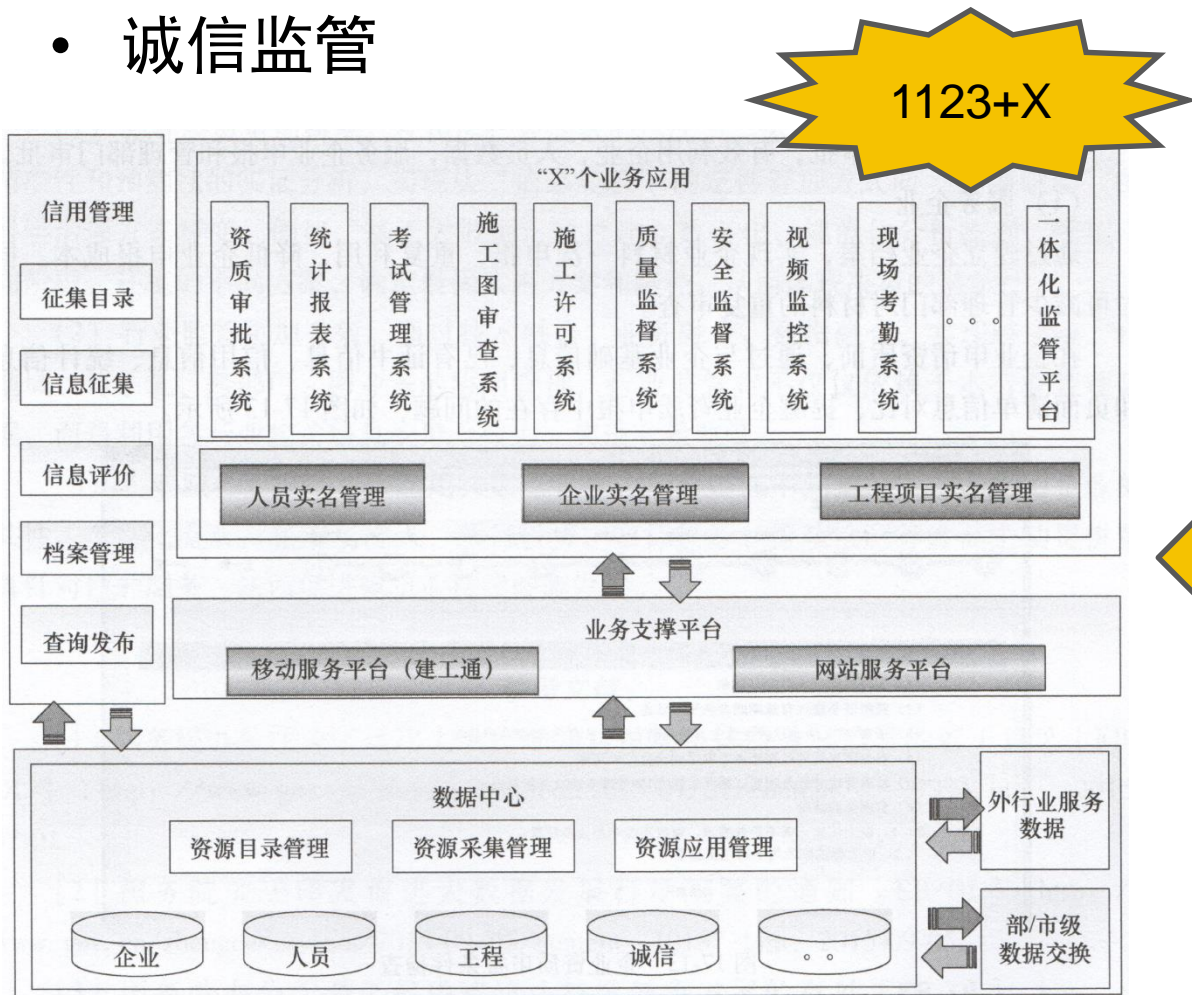 • 诚信监管
1123+X
信用管理
征集目录
信息征集
信息评价
档案管理
查询发布
“X”个业务应用
资质审批系统
统计报表系统
考试管理系统
施工图审查系统
施工许可系统
质量监督系统
安全监督系统
视频监控系统
现场考勤系统
。。。
一体化监管平台
人员实名管理
企业实名管理
工程项目实名管理
业务支撑平台
移动服务平台（建工通）
网站服务平台
数据中心
资源目录管理
资源采集管理
资源应用管理
企业
人员
工程
诚信
。。
外行业服务
数据
部/市级
数据交换